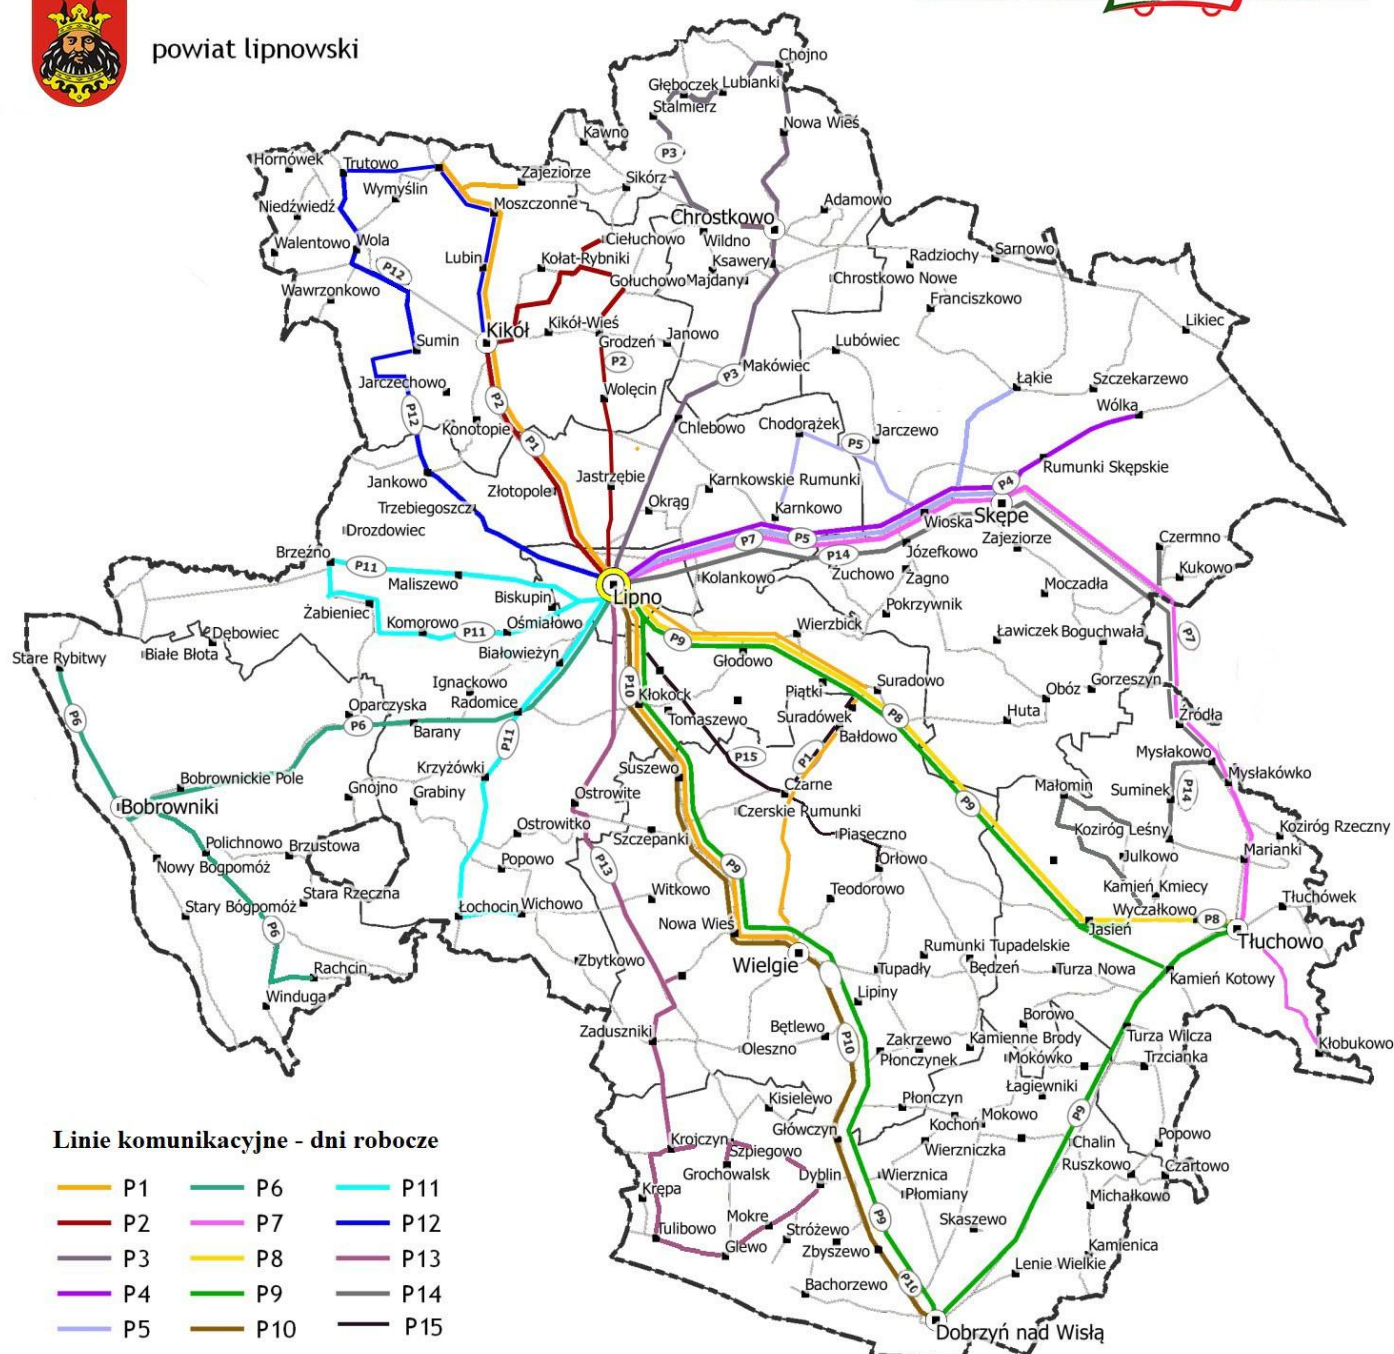 powiat lipnowski
Chojno
Głęboczek
Lubianki
Stalmierz
Nowa Wieś
Kawno
P3
Hornówek
Trutowo
Zajeziorze
Sikórz
Wymyślin
Niedźwiedź
Moszczonne
Adamowo
Chrostkowo
Walentowo
Wola
Ciełuchowo
Wildno
Radziochy
Sarnowo
Lubin
Kołat-Rybniki
Ksawery
P12
Gołuchowo
Majdany
Chrostkowo Nowe
Wawrzonkowo
Franciszkowo
Kikół
Kikół-Wieś
Janowo
Likiec
Sumin
Grodzeń
Lubówiec
P2
P3
Makówiec
Jarczechowo
Wolęcin
Łąkie
Szczekarzewo
P2
P12
Wólka
Konotopie
P1
Chlebowo
Chodorążek
P5
Jarczewo
Jankowo
Jastrzębie
Karnkowskie Rumunki
Rumunki Skępskie
Złotopole
P4
Trzebiegoszcz
Okrąg
Karnkowo
Wioska
Skępe
Drozdowiec
P7
P5
Zajeziorze
Czermno
Brzeźno
P14
Józefkowo
P11
Maliszewo
Kolankowo
Zuchowo
Zagno
Kukowo
Moczadła
Lipno
Biskupin
Żabieniec
Pokrzywnik
Komorowo
P11
Ośmiałowo
Wierzbick
P7
Dębowiec
P9
Ławiczek
Boguchwała
Białe Błota
Stare Rybitwy
Białowieżyn
Głodowo
Ignackowo
P10
Kłokock
Piątki
Suradowo
Obóz
Gorzeszyn
Radomice
Oparczyska
P6
P6
Tomaszewo
Suradówek
P8
Huta
Źródła
Barany
P11
Bałdowo
P15
P1
Mysłakowo
Krzyżówki
Suszewo
Bobrownickie Pole
Mysłakówko
Bobrowniki
Gnojno
Grabiny
Czarne
Małomin
Suminek
P14
Ostrowite
P9
Czerskie Rumunki
Ostrowitko
Piaseczno
Koziróg Leśny
Koziróg Rzeczny
Szczepanki
Polichnowo
Brzustowa
Marianki
Orłowo
Julkowo
Nowy Bógpomóż
Popowo
P13
P9
Kamień Kmiecy
Stara Rzeczna
Witkowo
Teodorowo
Tłuchówek
Stary Bógpomóż
Łochocin
Wichowo
Wyczałkowo
P8
P6
Nowa Wieś
Jasień
Tłuchowo
Rumunki Tupadelskie
Zbytkowo
Wielgie
Rachcin
Tupadły
Będzeń
Turza Nowa
Kamień Kotowy
Winduga
Lipiny
Borowo
Zaduszniki
Bętlewo
P10
Zakrzewo
Kamienne Brody
Turza Wilcza
Kłobukowo
Oleszno
Płonczynek
Mokówko
Trzcianka
Łagiewniki
Kisielewo
Płonczyn
Mokowo
P9
Linie komunikacyjne - dni robocze
Główczyn
Kochoń
Krojczyn
Szpiegowo
Wierzniczka
Chalin
Popowo
Grochowalsk
Dyblin
Wierznica
Ruszkowo
Czartowo
P1 P6 P11
Krępa
Płomiany
Michałkowo
P2 P7 P12
Mokre
P9
Skaszewo
Tulibowo
Stróżewo
P3 P8 P13
Glewo
Zbyszewo
Kamienica
Lenie Wielkie
P4 P9 P14
Bachorzewo
P10
P5 P10 P15
Dobrzyń nad Wisłą